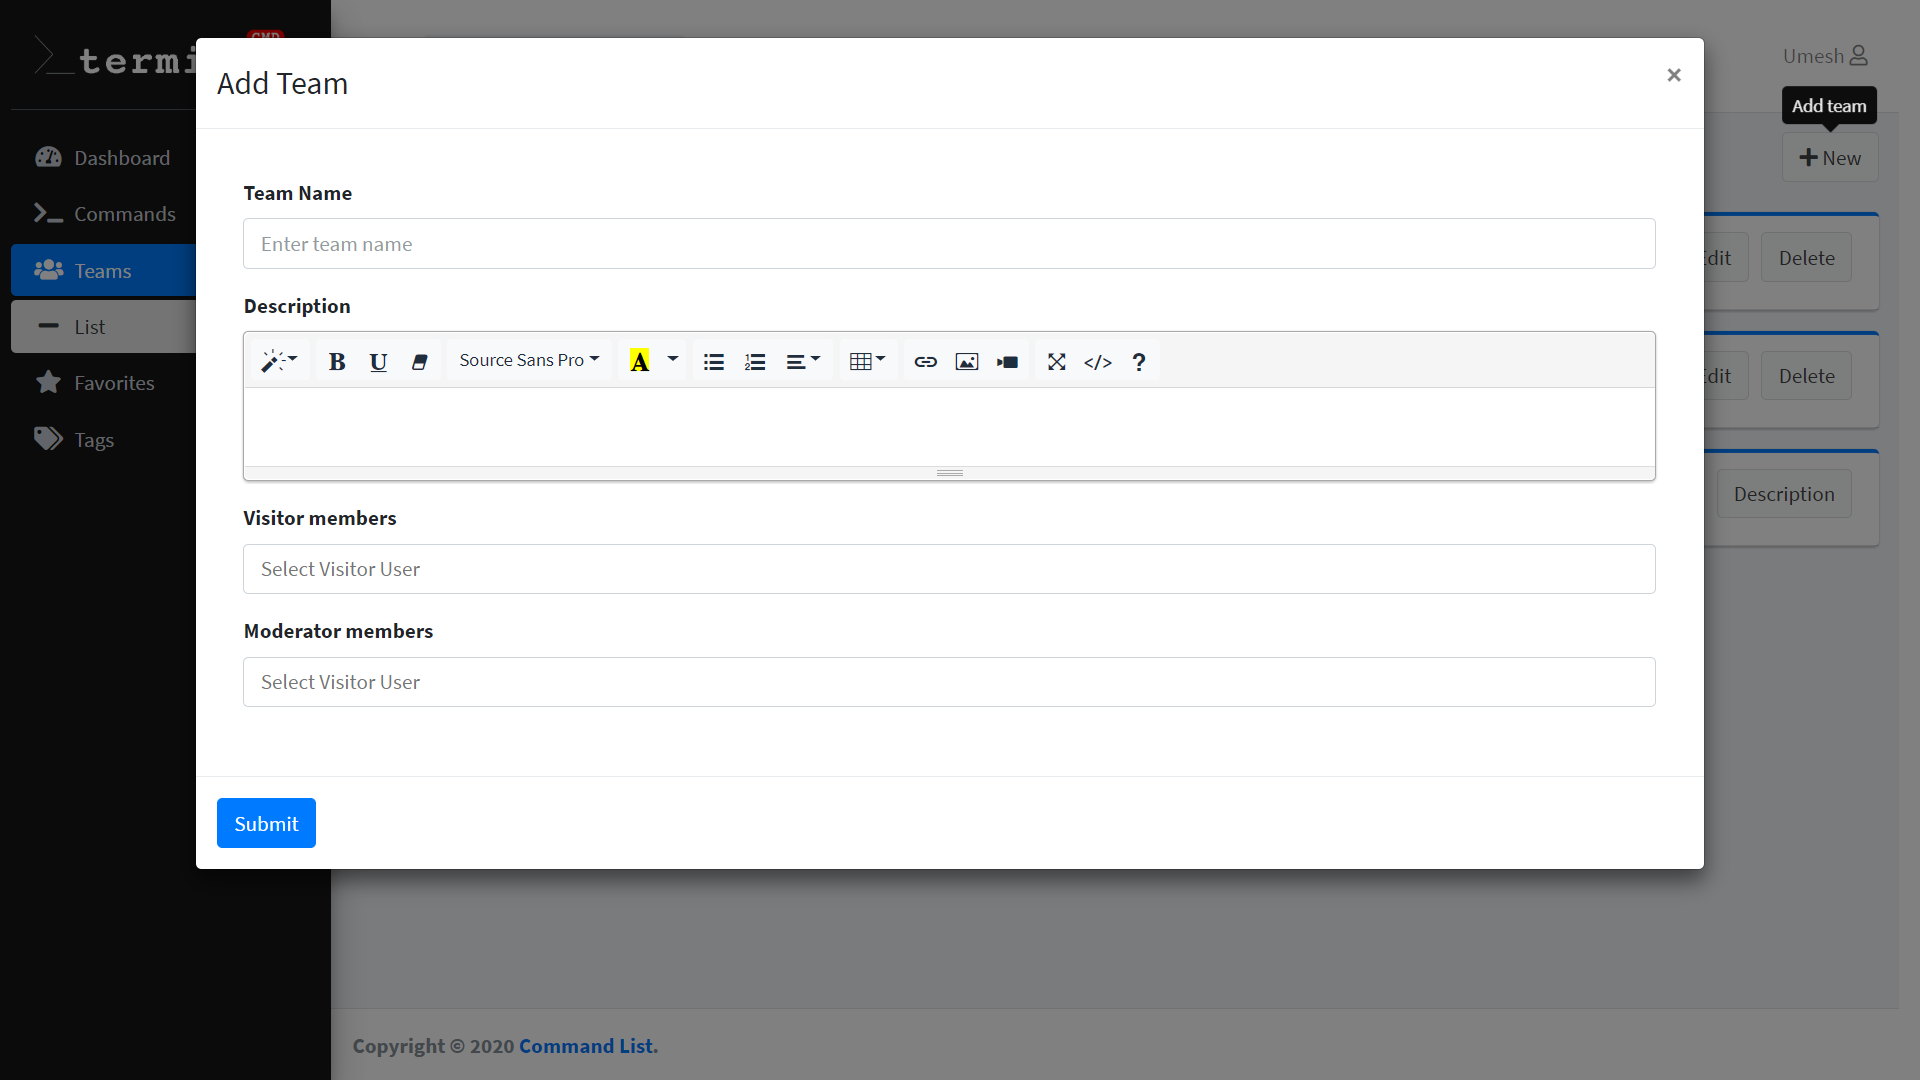 CMD
termi
Umesh
Add Team
×
Add team
New
Dashboard
Commands
Teams
List
Favorites
Tags
Team Name
Enter team name
Description
B U Source Sans Pro A </> ?
Visitor members
Select Visitor User
Moderator members
Select Visitor User
Submit
Edit Delete
Edit Delete
Description
Copyright © 2020 Command List.